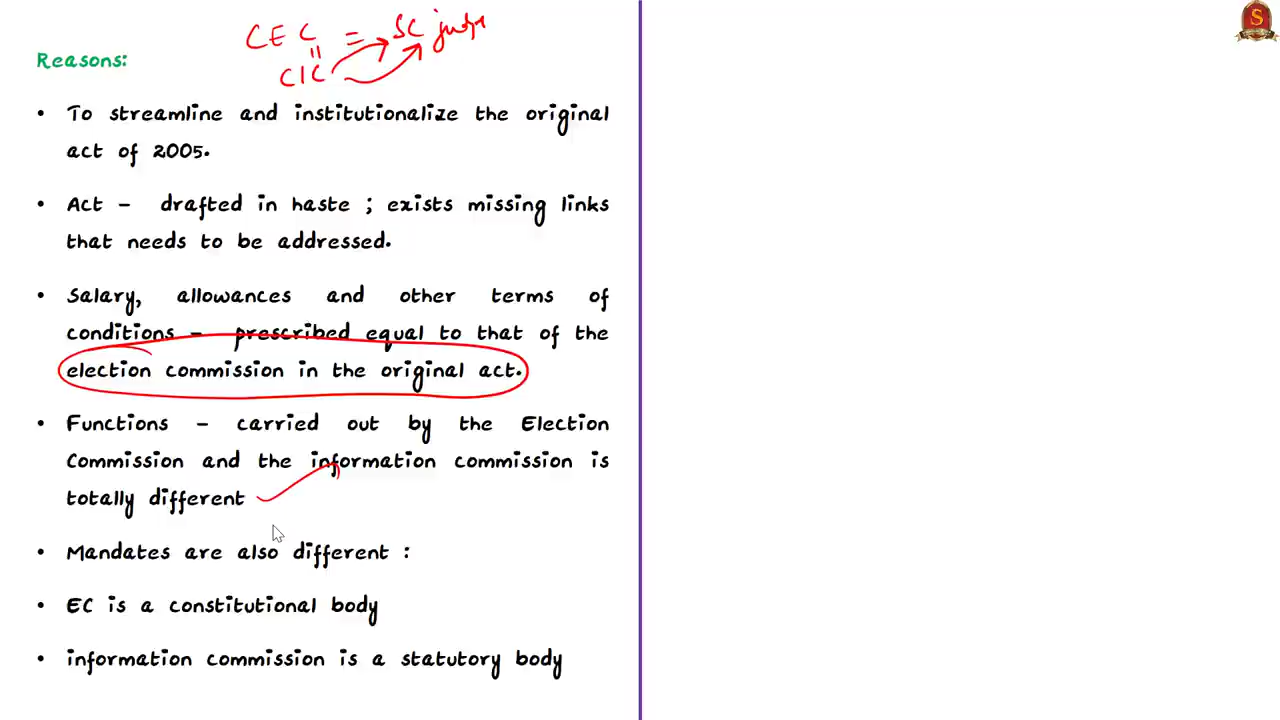 CEC = SC judge
Reasons:
"
CIC
• To streamline and institutionalize the original
act of 2005.
• Act - drafted in haste ; exists missing links
that needs to be addressed.
• Salary, allowances and other terms of
conditions - prescribed equal to that of the
election commission in the original act.
• Functions - carried out by the Election
Commission and the information commission is
totally different
• Mandates are also different :
• EC is a constitutional body
• information commission is a statutory body
S